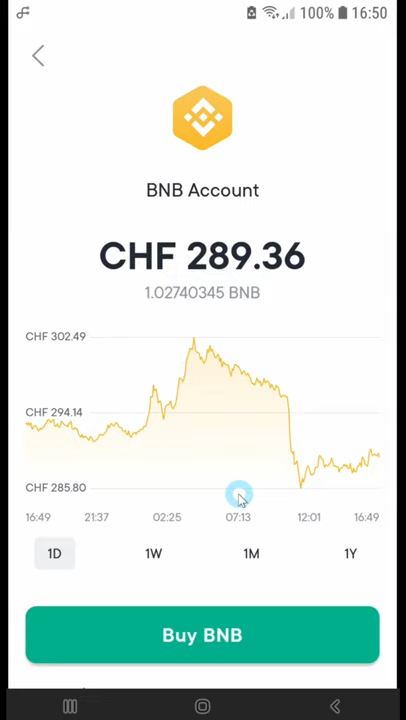 100% 16:50
BNB Account
CHF 289.36
1.02740345 BNB
CHF 302.49
CHF 294.14
CHF 285.80
16:49 21:37 02:25 07:13 12:01 16:49
1D 1W 1M 1Y
Buy BNB